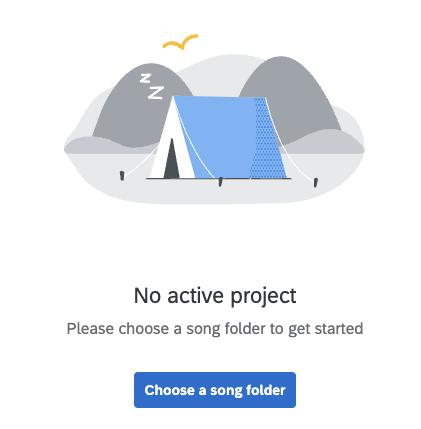 z
z
No active project
Please choose a song folder to get started
Choose a song folder